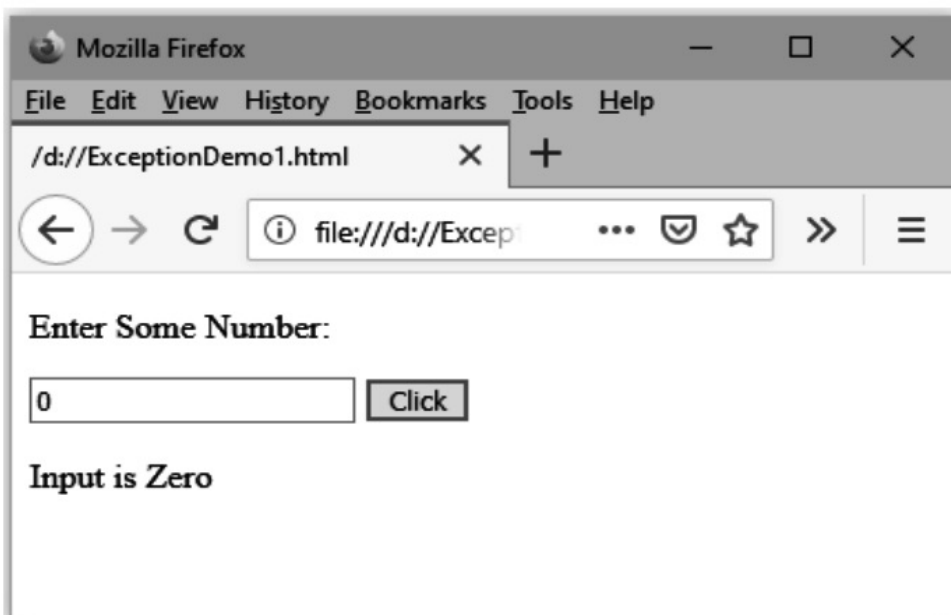 Mozilla Firefox
File Edit View History Bookmarks Tools Help
/d://ExceptionDemo1.html
file:///d://Excep
Enter Some Number:
0 Click
Input is Zero